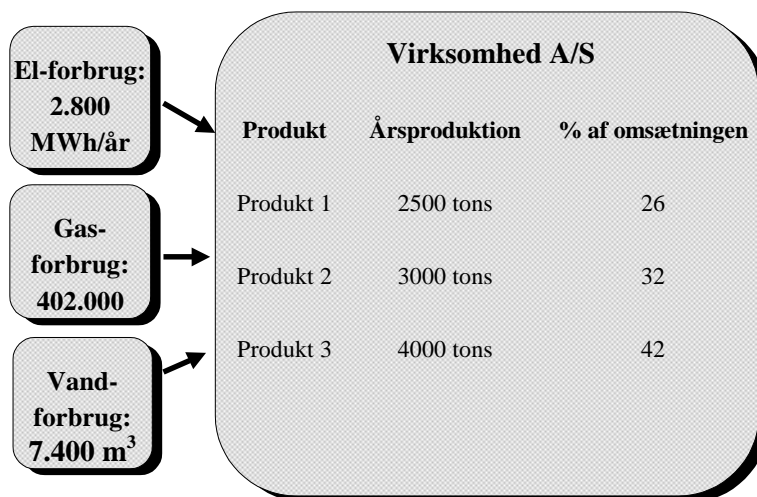 El-forbrug:
2.800
MWh/år
Gas-
forbrug:
402.000
Vand-
forbrug:
7.400 m³
Virksomhed A/S
Produkt Årsproduktion % af omsætningen
Produkt 1 2500 tons 26
Produkt 2 3000 tons 32
Produkt 3 4000 tons 42